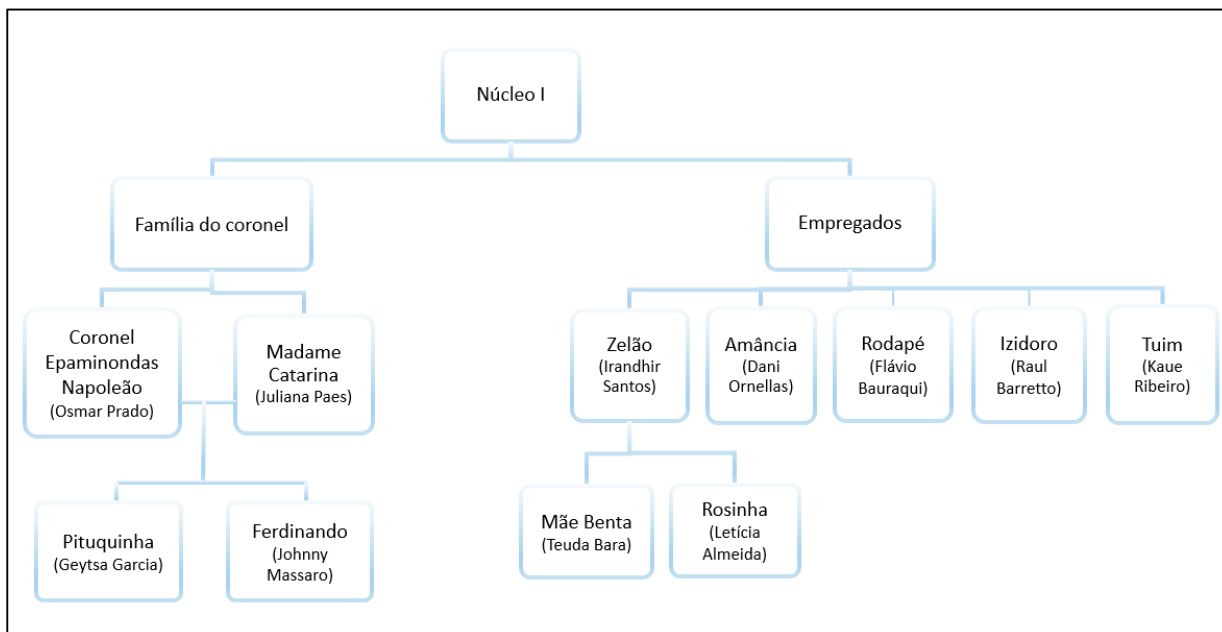 Núcleo I
Família do coronel
Empregados
Coronel
Epaminondas
Napoleão
(Osmar Prado)
Madame
Catarina
(Juliana Paes)
Zelão
(Irandhir
Santos)
Amância
(Dani
Ornellas)
Rodapé
(Flávio
Bauraqui)
Izidoro
(Raul
Barretto)
Tuim
(Kaue
Ribeiro)
Pituquinha
(Geytsa Garcia)
Ferdinando
(Johnny
Massaro)
Mãe Benta
(Teuda Bara)
Rosinha
(Letícia
Almeida)